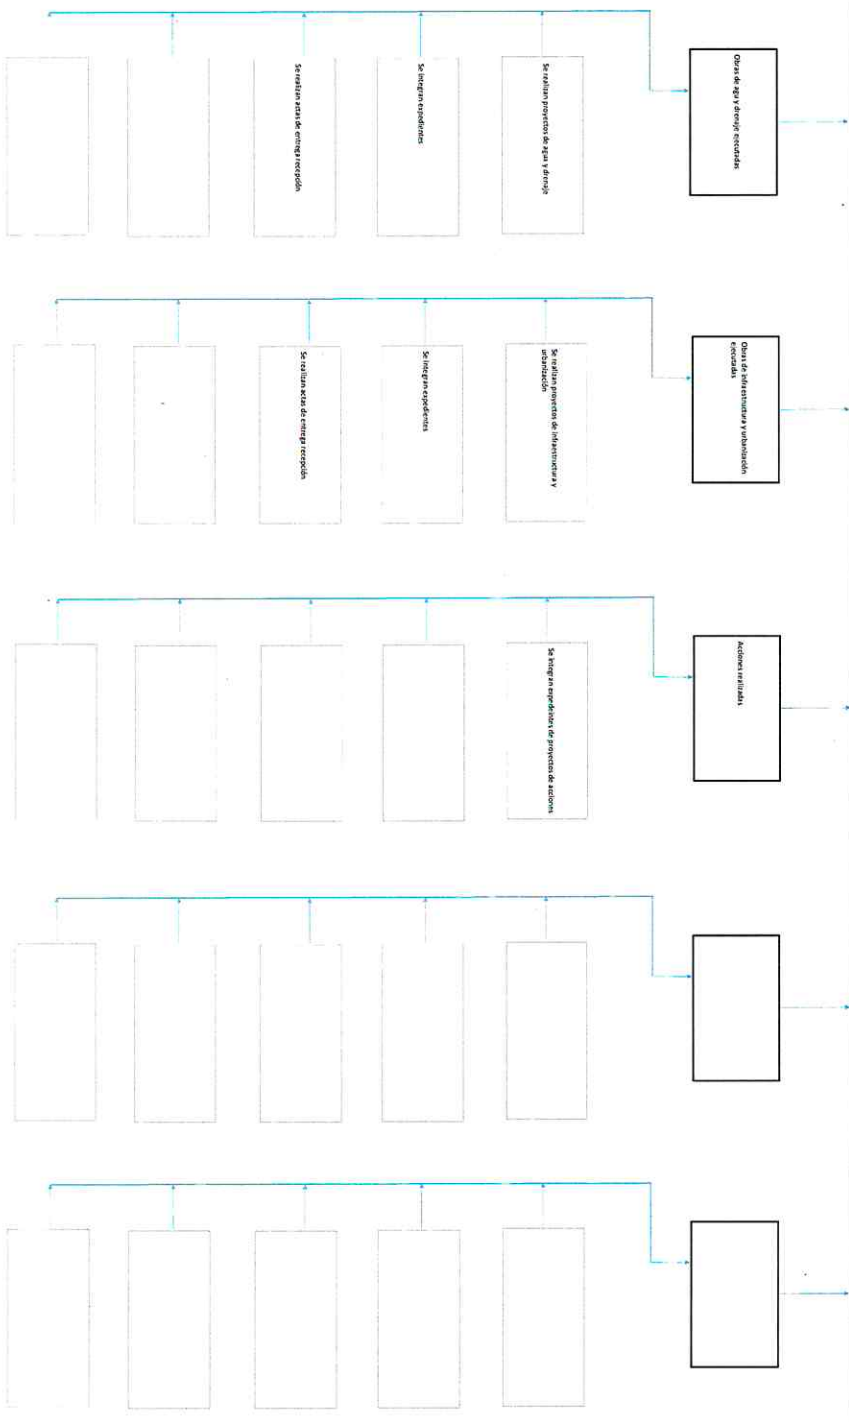 Obras de agu y drenaje ejecutadas
Obras de infraestructura y urbanización
ejecutadas
Acciones realizadas
Se realizan proyectos de agua y drenaje
Se realizan proyectos de infraestructura y
urbanización
Se integran expedeintes de proyectos de acciones
Se integran expedientes
Se integran expedientes
Se realizan actas de entrega recepción
Se realizan actas de entrega recepción